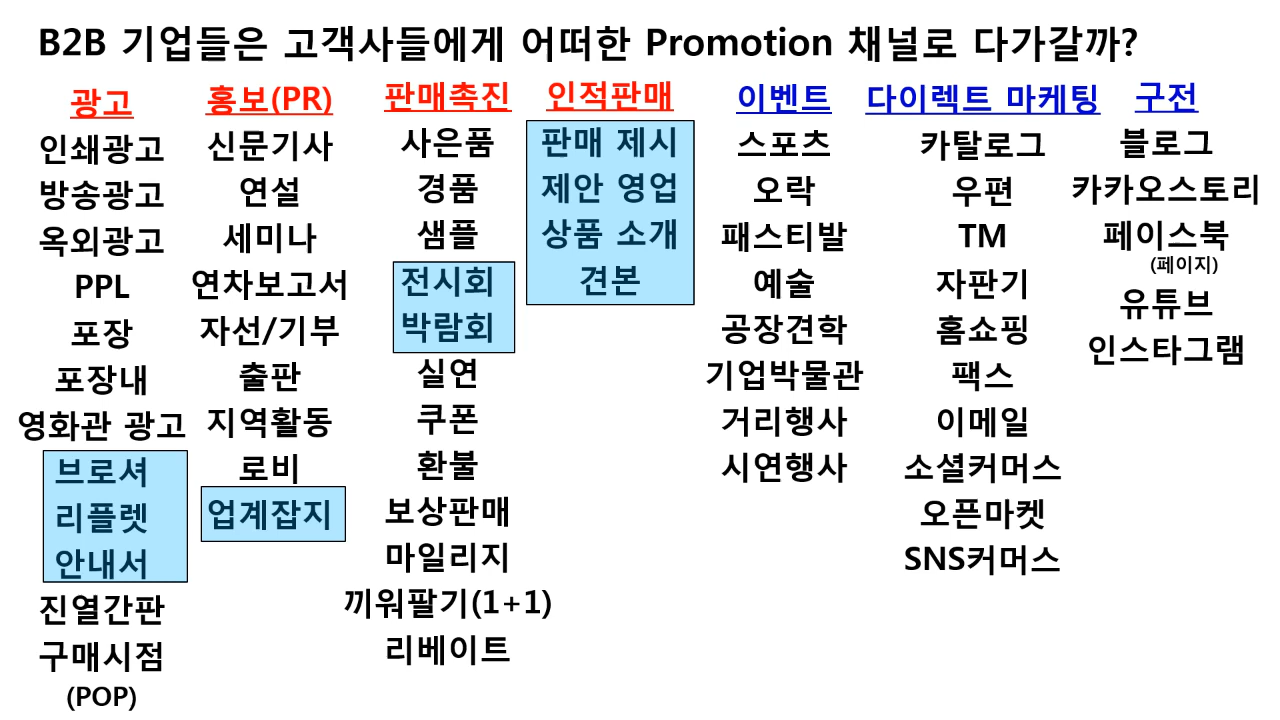 B2B 기업들은 고객사들에게 어떠한 Promotion 채널로 다가갈까?
광고
인쇄광고
방송광고
옥외광고
PPL
포장
포장내
영화관 광고
브로셔
리플렛
안내서
진열간판
구매시점
(POP)
홍보(PR)
신문기사
연설
세미나
연차보고서
자선/기부
출판
지역활동
로비
업계잡지
판매촉진
사은품
경품
샘플
전시회
박람회
실연
쿠폰
환불
보상판매
마일리지
끼워팔기(1+1)
리베이트
인적판매
판매 제시
제안 영업
상품 소개
견본
이벤트
스포츠
오락
패스티발
예술
공장견학
기업박물관
거리행사
시연행사
다이렉트 마케팅
카탈로그
우편
TM
자판기
홈쇼핑
팩스
이메일
소셜커머스
오픈마켓
SNS커머스
구전
블로그
카카오스토리
페이스북
(페이지)
유튜브
인스타그램